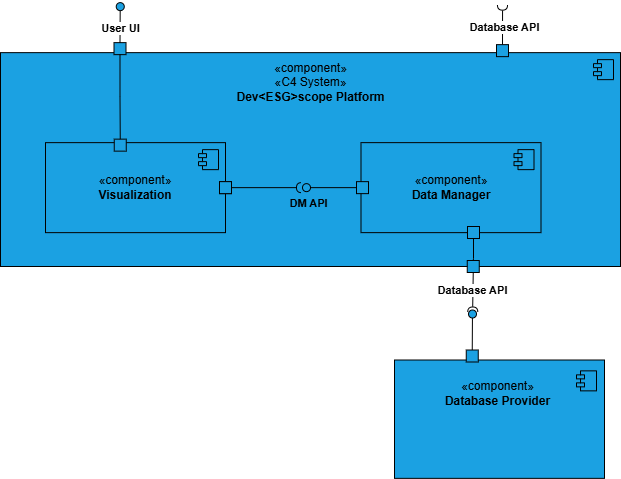 User UI
Database API
«component»
«C4 System»
Dev<ESG>scope Platform
«component»
Visualization
DM API
«component»
Data Manager
Database API
«component»
Database Provider